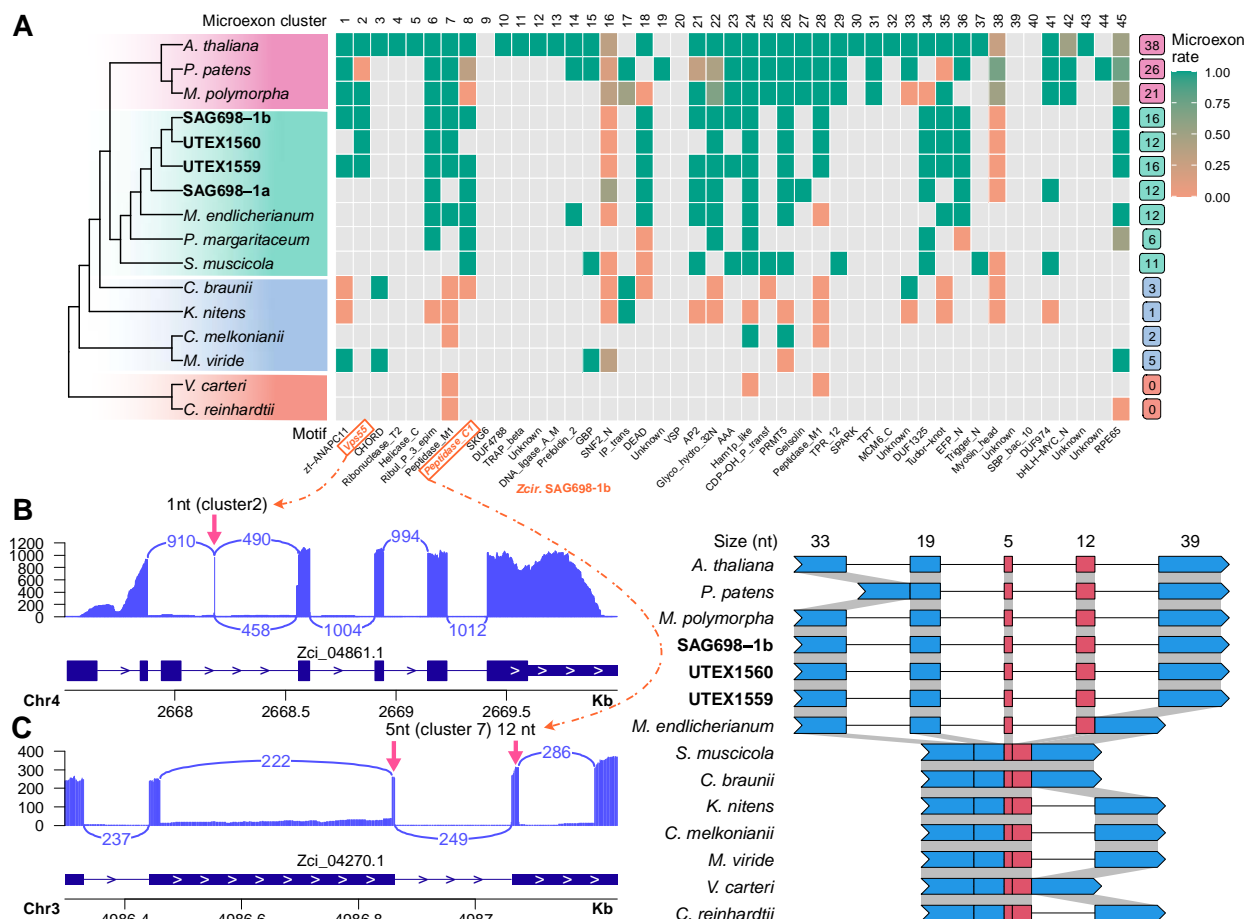 A
Microexon cluster
1 2 3 4 5 6 7 8 9 10 11 12 13 14 15 16 17 18 19 20 21 22 23 24 25 26 27 28 29 30 31 32 33 34 35 36 37 38 39 40 41 42 43 44 45
A. thaliana 38
P. patens 26
M. polymorpha 21
SAG698−1b 16
UTEX1560 12
UTEX1559 16
SAG698−1a 12
M. endlicherianum 12
P. margaritaceum 6
S. muscicola 11
C. braunii 3
K. nitens 1
C. melkonianii 2
M. viride 5
V. carteri 0
C. reinhardtii 0
Microexon
rate
1.00
0.75
0.50
0.25
0.00
Motif
zf−ANAPC11
Vps55
CHORD
Ribonuclease_T2
Helicase_C
Ribul_P_3_epim
Peptidase_M1
Peptidase_C1
SKG6
DUF4788
TRAP_beta
Unknown
DNA_ligase_A_M
Prefoldin_2
GBP
SNF2_N
IP_trans
DEAD
Unknown
VSP
AP2
Glyco_hydro_32N
AAA
Ham1p_like
CDP−OH_P_transf
PRMT5
Gelsolin
Peptidase_M1
TPR_12
SPARK
TPT
MCM6_C
Unknown
DUF1325
Tudor−knot
EFP_N
Trigger_N
Myosin_head
Unknown
SBP_bac_10
DUF974
bHLH−MYC_N
Unknown
Unknown
RPE65
Zcir. SAG698-1b
B
1nt (cluster2)
1200
1000
800
600
400
200
0
910 490 994
458 1004 1012
Zci_04861.1
Chr4 Kb
2668 2668.5 2669 2669.5
C
5nt (cluster 7) 12 nt
400
300
200
100
0
222 286
237 249
Zci_04270.1
Chr3 Kb
4986.4 4986.6 4986.8 4987
Size (nt) 33 19 5 12 39
A. thaliana
P. patens
M. polymorpha
SAG698−1b
UTEX1560
UTEX1559
M. endlicherianum
S. muscicola
C. braunii
K. nitens
C. melkonianii
M. viride
V. carteri
C. reinhardtii